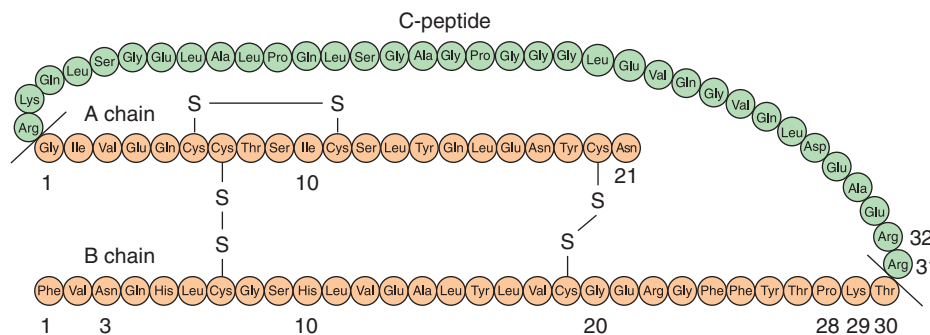 C-peptide
Arg Lys Gln Leu Ser Gly Glu Leu Ala Leu Pro Gln Leu Ser Gly Ala Gly Pro Gly Gly Gly Leu Glu Val Gln Gly Val Gln Leu Asp Glu Ala Glu Arg Arg
32
31
S S
A chain
Gly Ile Val Glu Gln Cys Cys Thr Ser Ile Cys Ser Leu Tyr Gln Leu Glu Asn Tyr Cys Asn
1 10 21
S S
S S
B chain
Phe Val Asn Gln His Leu Cys Gly Ser His Leu Val Glu Ala Leu Tyr Leu Val Cys Gly Glu Arg Gly Phe Phe Tyr Thr Pro Lys Thr
1 3 10 20 28 29 30